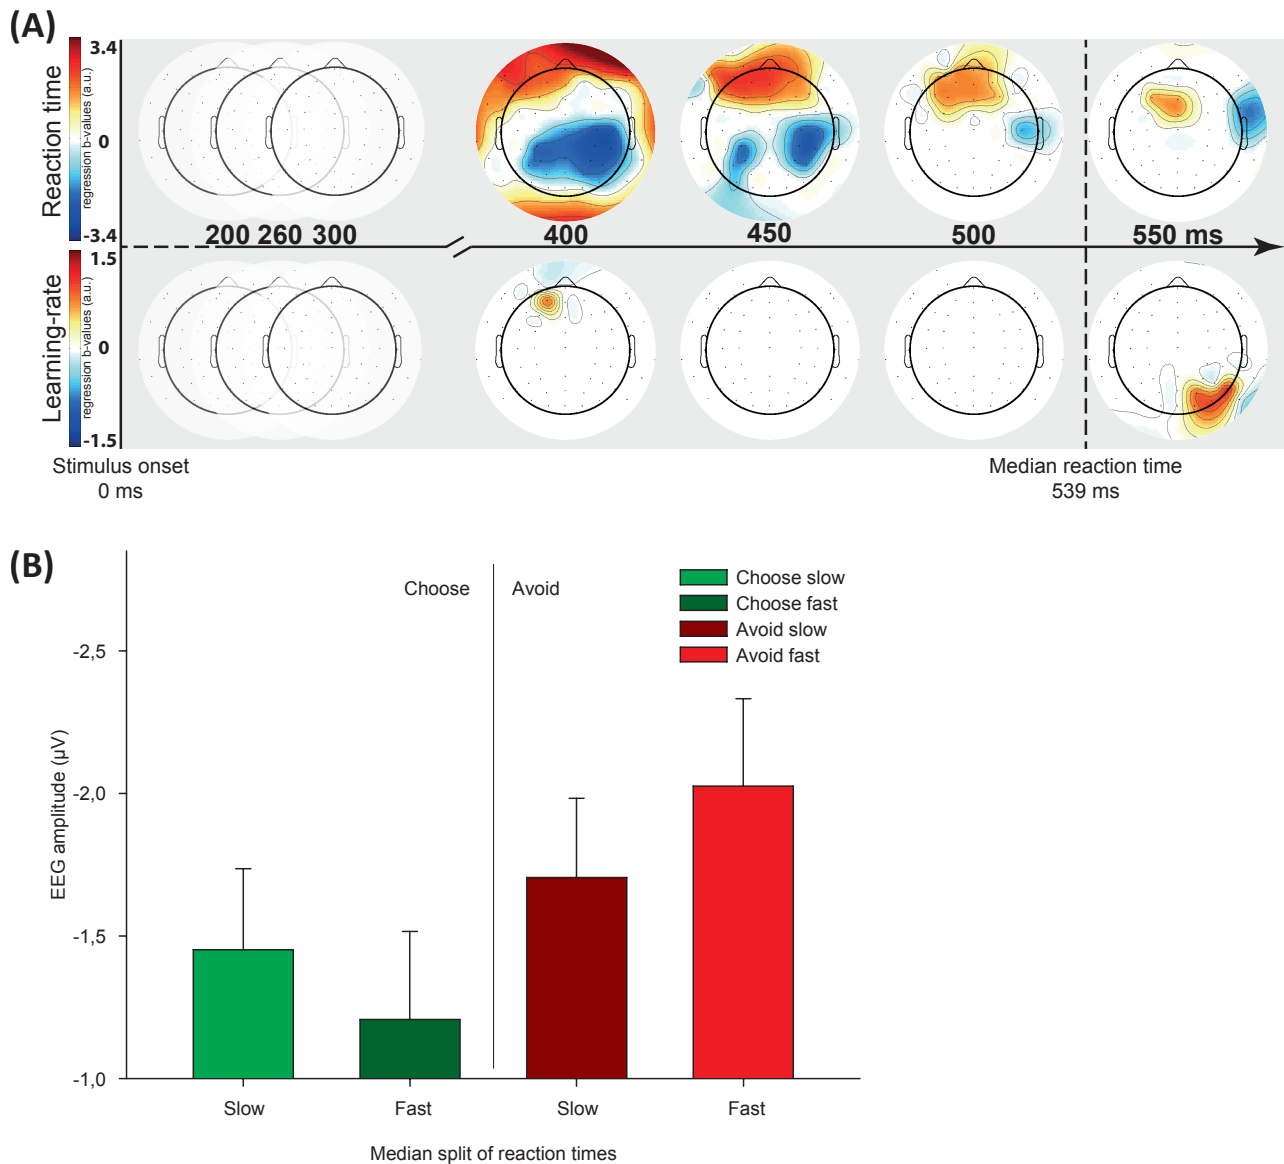 (A)
Reaction time
3.4
0
-3.4
regression b-values (a.u.)
200 260 300 400 450 500 550 ms
Learning-rate
1.5
0
-1.5
regression b-values (a.u.)
Stimulus onset
0 ms
Median reaction time
539 ms
(B)
Choose Avoid
Choose slow
Choose fast
Avoid slow
Avoid fast
EEG amplitude (µV)
-2,5
-2,0
-1,5
-1,0
Slow Fast Slow Fast
Median split of reaction times